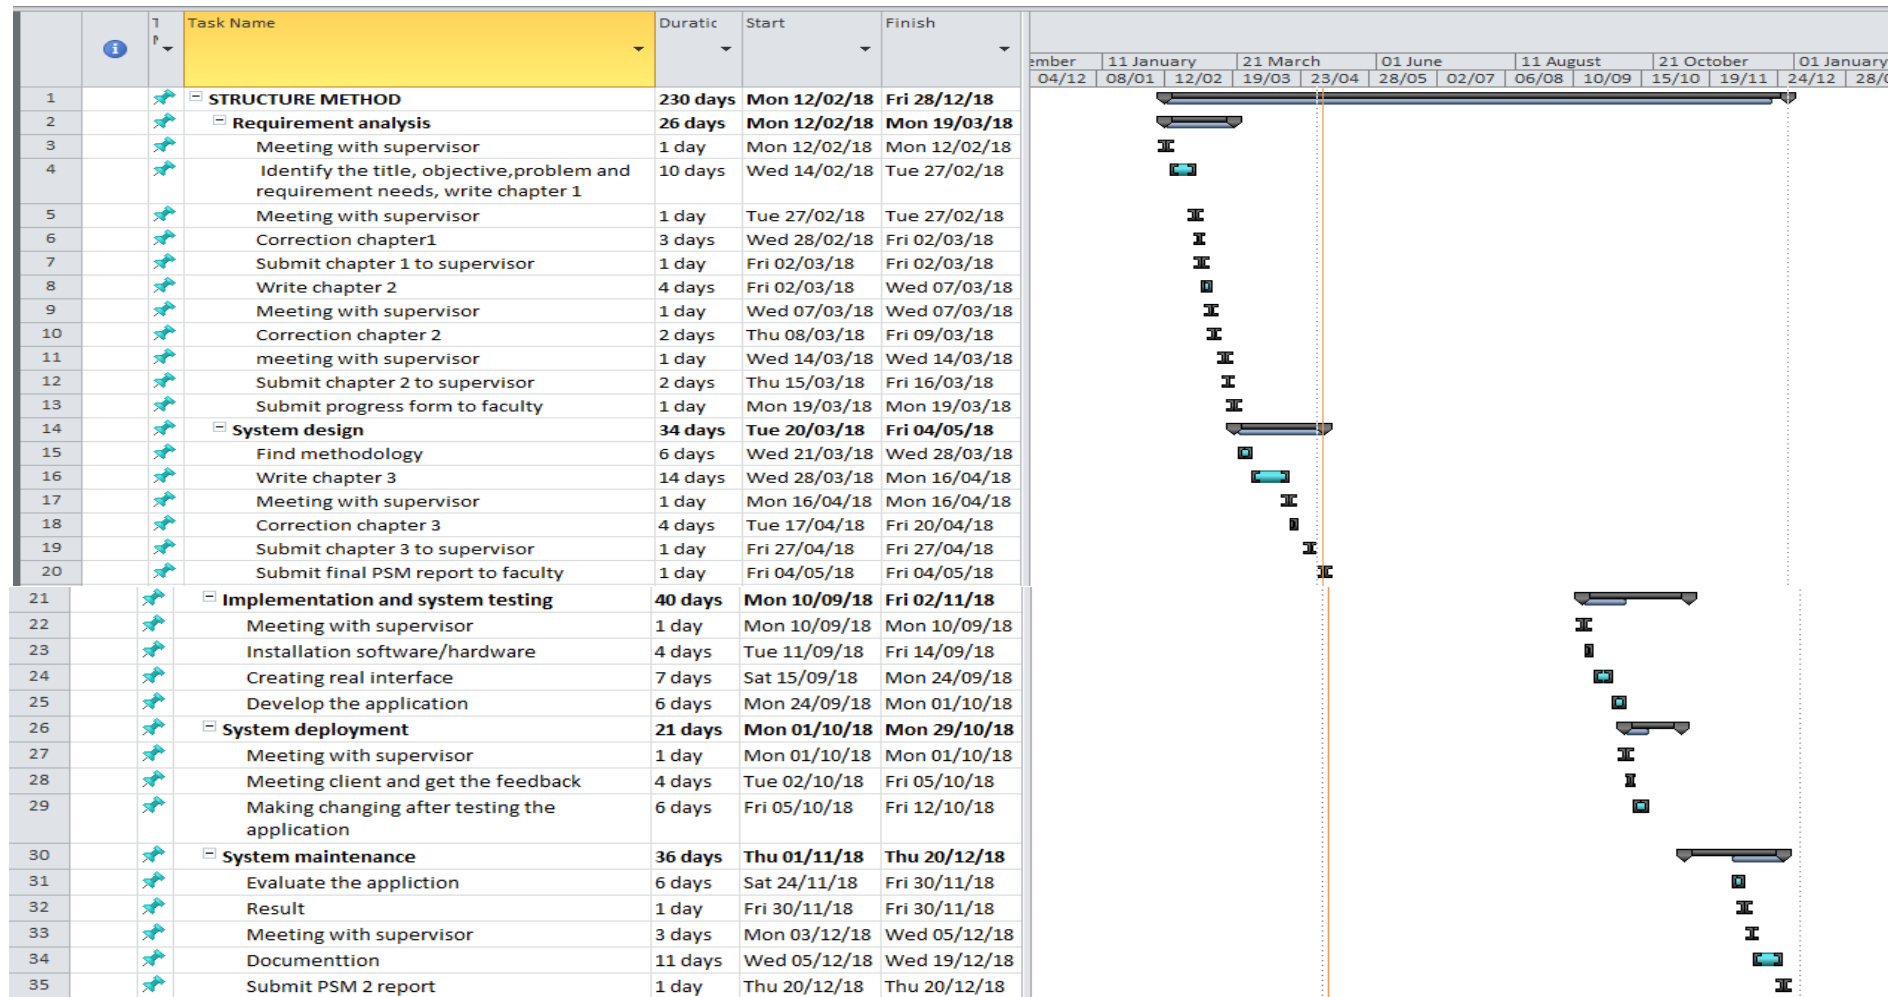 Task Name Duratic Start Finish
ember 11 January 21 March 01 June 11 August 21 October 01 January
04/12 08/01 12/02 19/03 23/04 28/05 02/07 06/08 10/09 15/10 19/11 24/12
1 STRUCTURE METHOD 230 days Mon 12/02/18 Fri 28/12/18
2 Requirement analysis 26 days Mon 12/02/18 Mon 19/03/18
3 Meeting with supervisor 1 day Mon 12/02/18 Mon 12/02/18
4 Identify the title, objective,problem and 10 days Wed 14/02/18 Tue 27/02/18
requirement needs, write chapter 1
5 Meeting with supervisor 1 day Tue 27/02/18 Tue 27/02/18
6 Correction chapter1 3 days Wed 28/02/18 Fri 02/03/18
7 Submit chapter 1 to supervisor 1 day Fri 02/03/18 Fri 02/03/18
8 Write chapter 2 4 days Fri 02/03/18 Wed 07/03/18
9 Meeting with supervisor 1 day Wed 07/03/18 Wed 07/03/18
10 Correction chapter 2 2 days Thu 08/03/18 Fri 09/03/18
11 meeting with supervisor 1 day Wed 14/03/18 Wed 14/03/18
12 Submit chapter 2 to supervisor 2 days Thu 15/03/18 Fri 16/03/18
13 Submit progress form to faculty 1 day Mon 19/03/18 Mon 19/03/18
14 System design 34 days Tue 20/03/18 Fri 04/05/18
15 Find methodology 6 days Wed 21/03/18 Wed 28/03/18
16 Write chapter 3 14 days Wed 28/03/18 Mon 16/04/18
17 Meeting with supervisor 1 day Mon 16/04/18 Mon 16/04/18
18 Correction chapter 3 4 days Tue 17/04/18 Fri 20/04/18
19 Submit chapter 3 to supervisor 1 day Fri 27/04/18 Fri 27/04/18
20 Submit final PSM report to faculty 1 day Fri 04/05/18 Fri 04/05/18
21 Implementation and system testing 40 days Mon 10/09/18 Fri 02/11/18
22 Meeting with supervisor 1 day Mon 10/09/18 Mon 10/09/18
23 Installation software/hardware 4 days Tue 11/09/18 Fri 14/09/18
24 Creating real interface 7 days Sat 15/09/18 Mon 24/09/18
25 Develop the application 6 days Mon 24/09/18 Mon 01/10/18
26 System deployment 21 days Mon 01/10/18 Mon 29/10/18
27 Meeting with supervisor 1 day Mon 01/10/18 Mon 01/10/18
28 Meeting client and get the feedback 4 days Tue 02/10/18 Fri 05/10/18
29 Making changing after testing the 6 days Fri 05/10/18 Fri 12/10/18
application
30 System maintenance 36 days Thu 01/11/18 Thu 20/12/18
31 Evaluate the appliction 6 days Sat 24/11/18 Fri 30/11/18
32 Result 1 day Fri 30/11/18 Fri 30/11/18
33 Meeting with supervisor 3 days Mon 03/12/18 Wed 05/12/18
34 Documenttion 11 days Wed 05/12/18 Wed 19/12/18
35 Submit PSM 2 report 1 day Thu 20/12/18 Thu 20/12/18